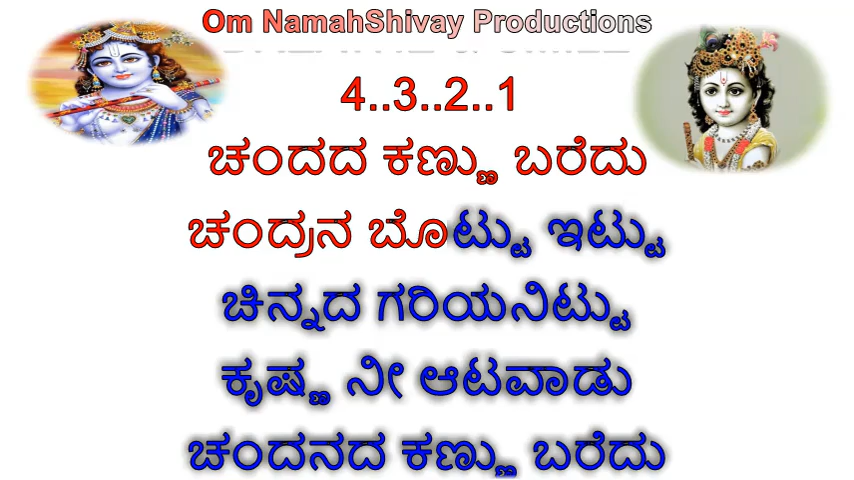 Om NamahShivay Productions
4..3..2..1
ಚಂದದ ಕಣ್ಣು ಬರೆದು
ಚಂದ್ರನ ಬೊಟ್ಟು ಇಟ್ಟು
ಚಿನ್ನದ ಗರಿಯನಿಟ್ಟು
ಕೃಷ್ಣ ನೀ ಆಟವಾಡು
ಚಂದನದ ಕಣ್ಣು ಬರೆದು